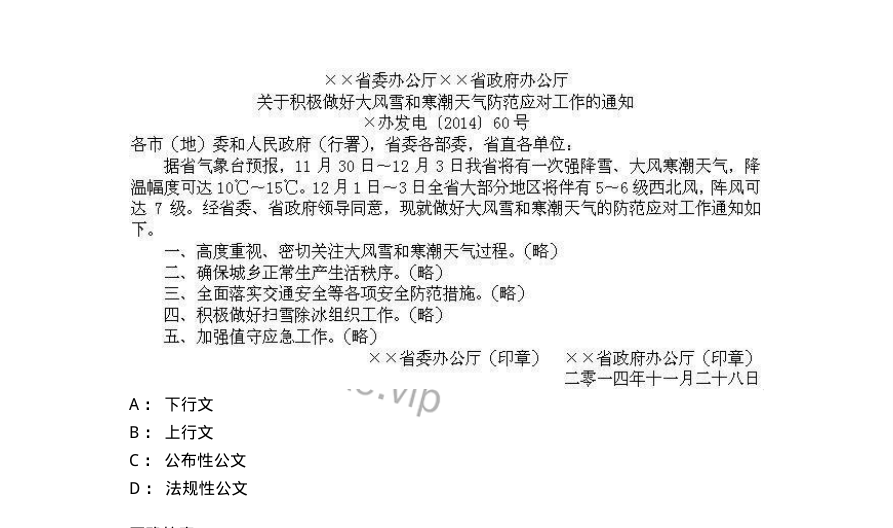 ××省委办公厅××省政府办公厅
关于积极做好大风雪和寒潮天气防范应对工作的通知
×办发电〔2014〕60号
各市（地）委和人民政府（行署），省委各部委，省直各单位：
据省气象台预报，11月30日～12月3日我省将有一次强降雪、大风寒潮天气，降
温幅度可达10℃～15℃。12月1日～3日全省大部分地区将伴有5～6级西北风，阵风可
达7级。经省委、省政府领导同意，现就做好大风雪和寒潮天气的防范应对工作通知如
下。
一、高度重视、密切关注大风雪和寒潮天气过程。（略）
二、确保城乡正常生产生活秩序。（略）
三、全面落实交通安全等各项安全防范措施。（略）
四、积极做好扫雪除冰组织工作。（略）
五、加强值守应急工作。（略）
××省委办公厅（印章） ××省政府办公厅（印章）
二零一四年十一月二十八日
.vip
A： 下行文
B： 上行文
C： 公布性公文
D： 法规性公文